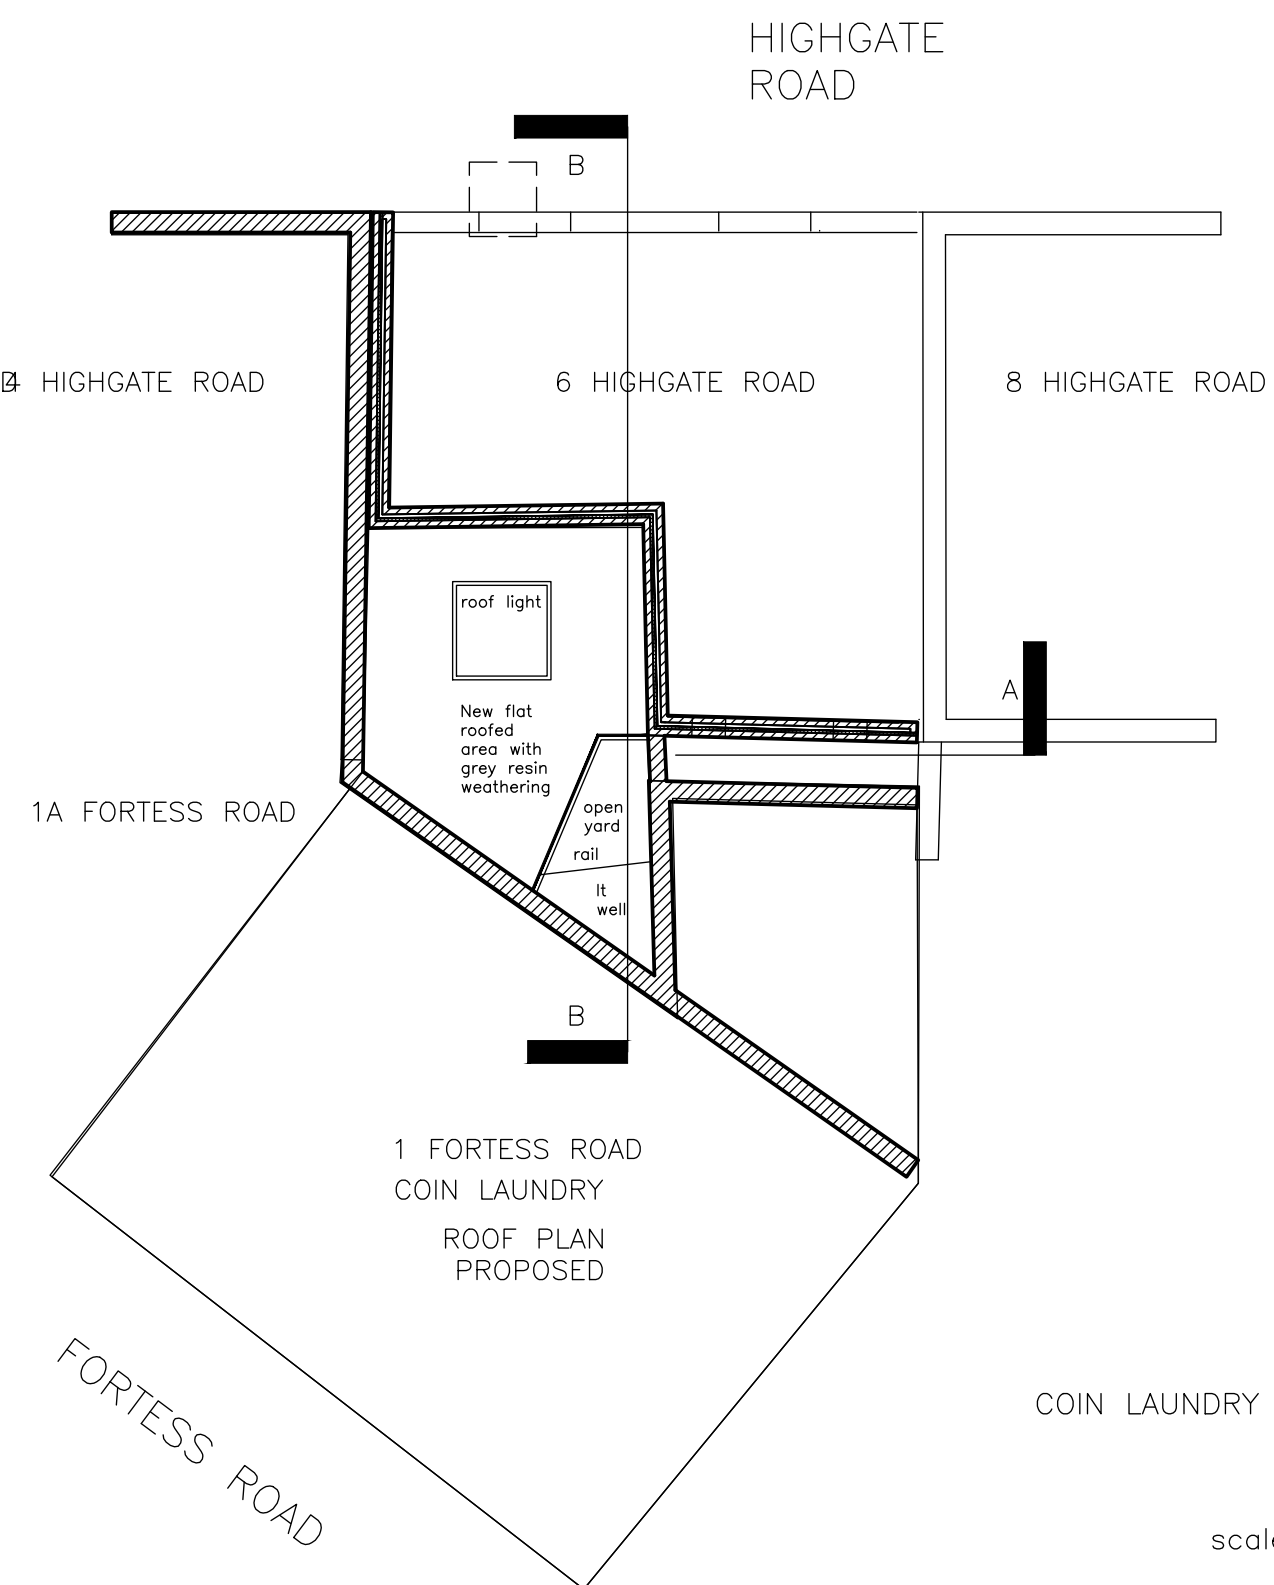 HIGHGATE
ROAD
B
4 HIGHGATE ROAD
6 HIGHGATE ROAD
8 HIGHGATE ROAD
roof light
A
New flat
roofed
area with
grey resin
weathering
1A FORTESS ROAD
open
yard
rail
lt
well
B
1 FORTESS ROAD
COIN LAUNDRY
ROOF PLAN
PROPOSED
FORTESS ROAD
COIN LAUNDRY
scale